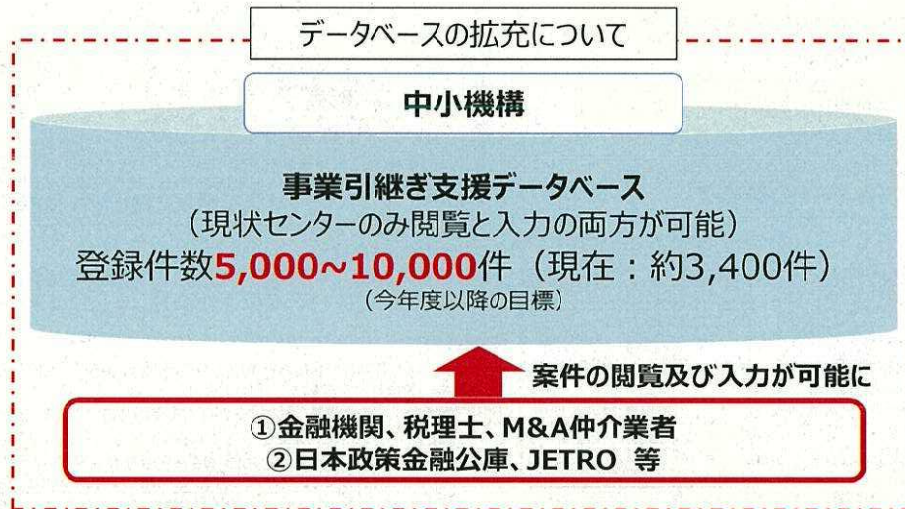 データベースの拡充について
中小機構
事業引継ぎ支援データベース
（現状センターのみ閲覧と入力の両方が可能）
登録件数5,000~10,000件（現在：約3,400件）
（今年度以降の目標）
案件の閲覧及び入力が可能に
①金融機関、税理士、M&A仲介業者
②日本政策金融公庫、JETRO 等